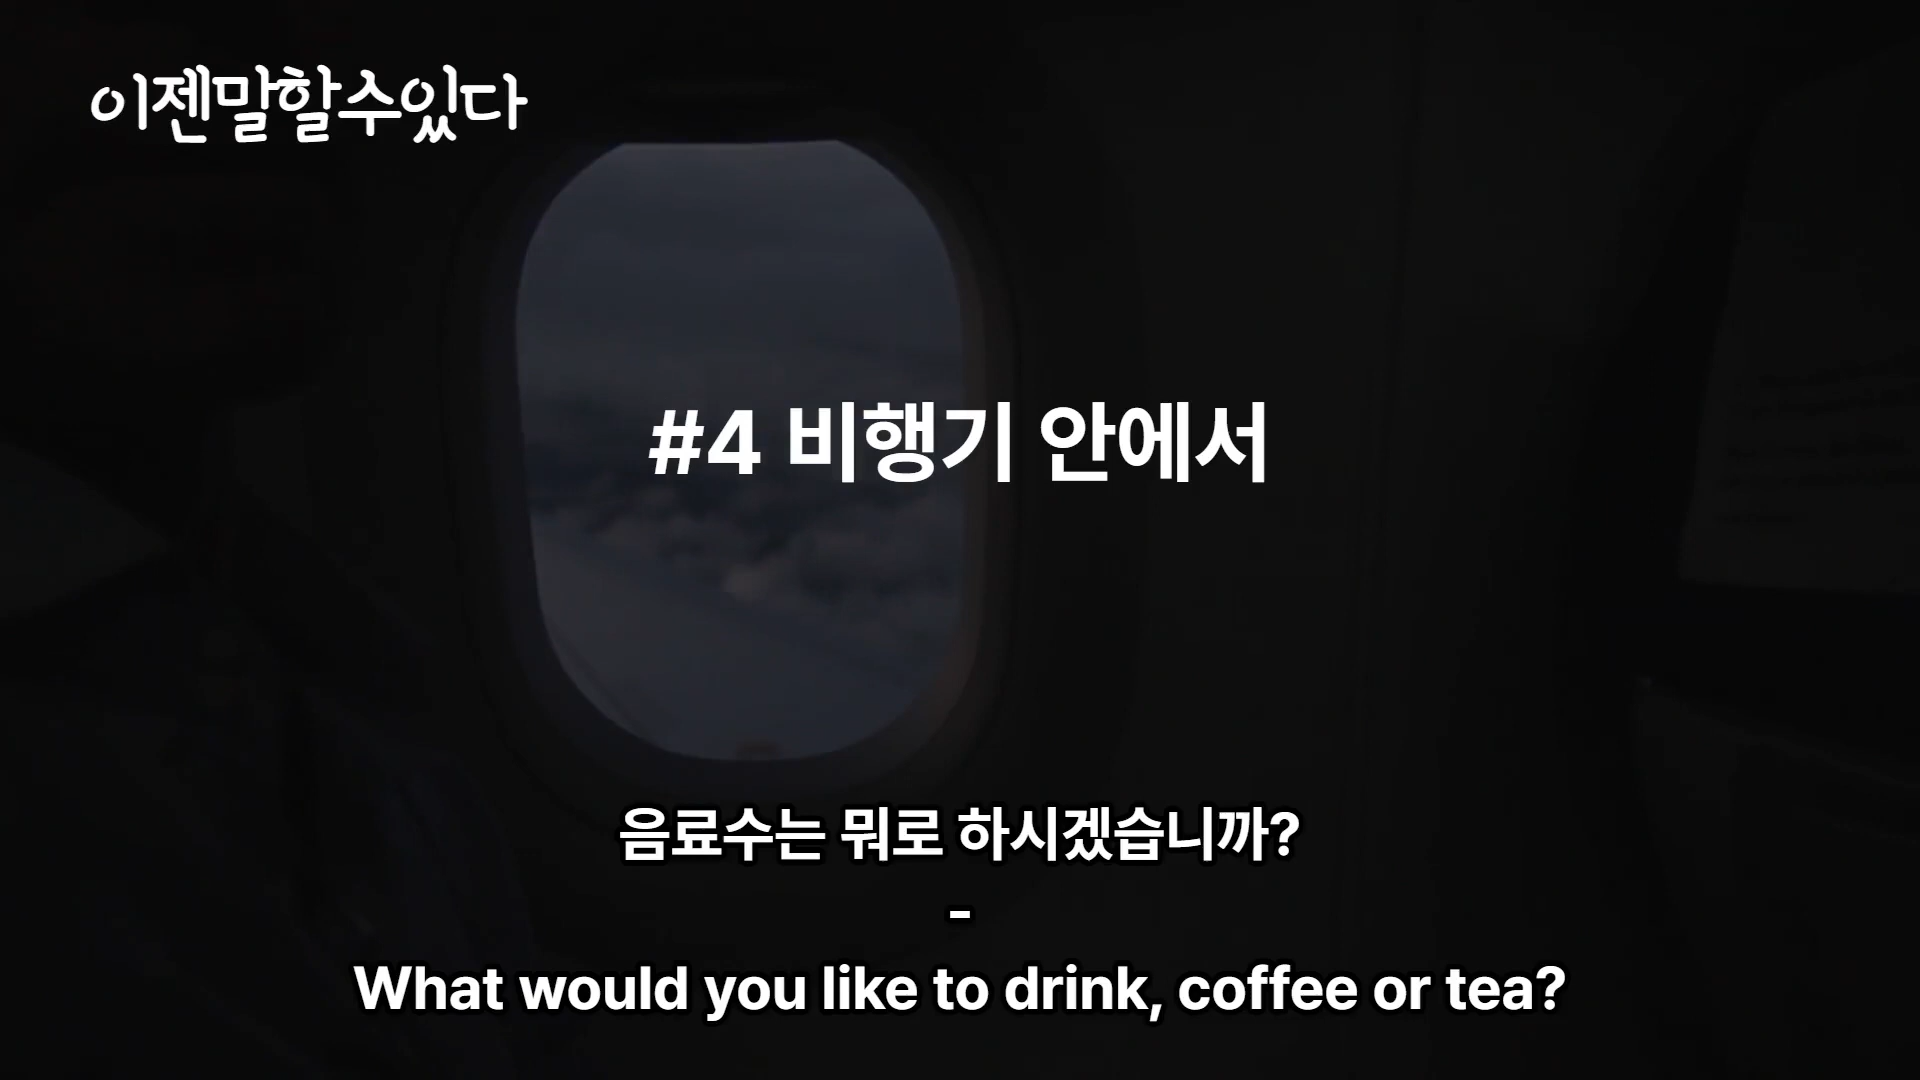 이젠말할수있다
#4 비행기 안에서
음료수는 뭐로 하시겠습니까?
-
What would you like to drink, coffee or tea?